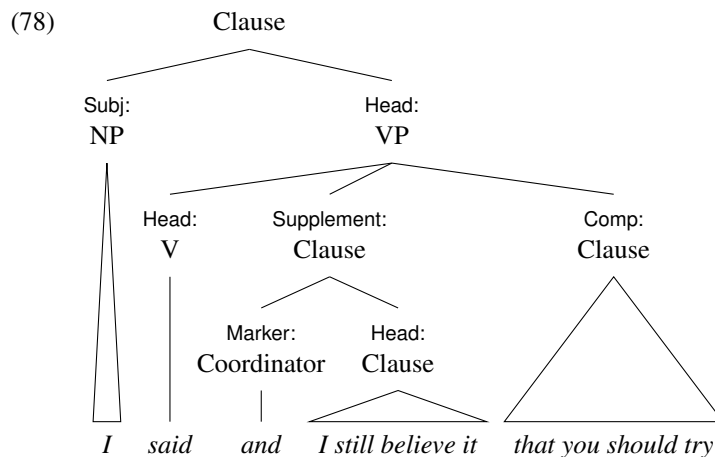 (78) Clause
Subj: Head:
NP VP
Head: Supplement: Comp:
V Clause Clause
Marker: Head:
Coordinator Clause
I said and I still believe it that you should try